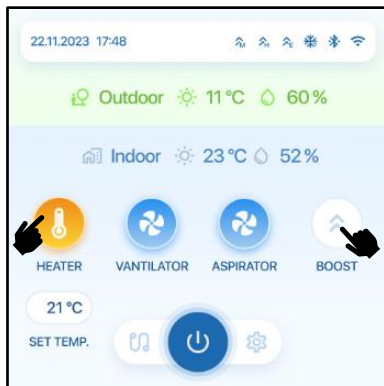 22.11.2023 17:48
Outdoor 11 °C 60 %
Indoor 23 °C 52 %
HEATER VANTILATOR ASPIRATOR BOOST
21 °C
SET TEMP.